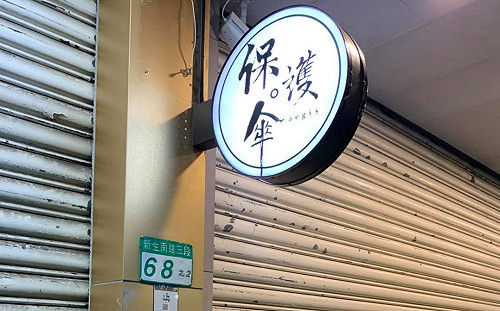 保。護
傘 aegis
新生南路三段
68之2